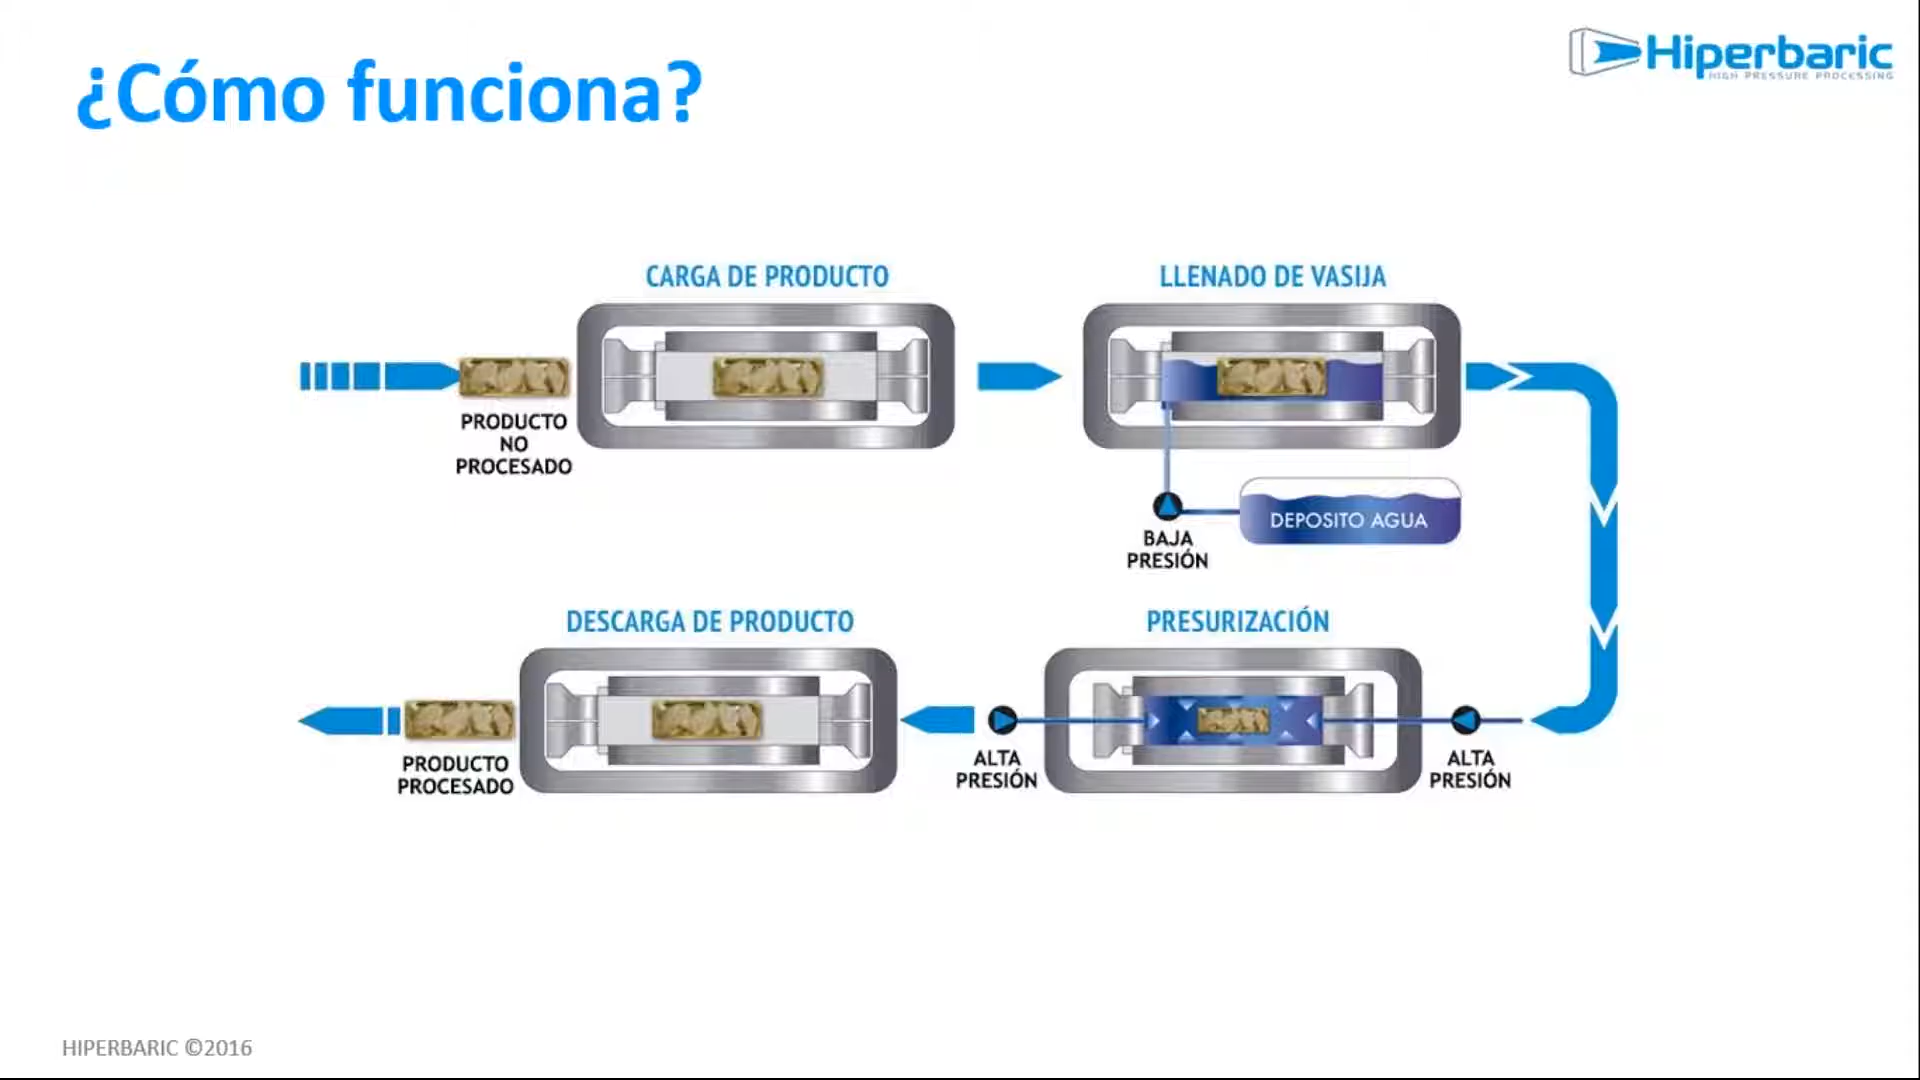 ¿Cómo funciona?
Hiperbaric
HIGH PRESSURE PROCESSING
CARGA DE PRODUCTO
LLENADO DE VASIJA
PRODUCTO
NO
PROCESADO
DEPOSITO AGUA
BAJA
PRESIÓN
DESCARGA DE PRODUCTO
PRESURIZACIÓN
PRODUCTO
PROCESADO
ALTA
PRESIÓN
ALTA
PRESIÓN
HIPERBARIC ©2016